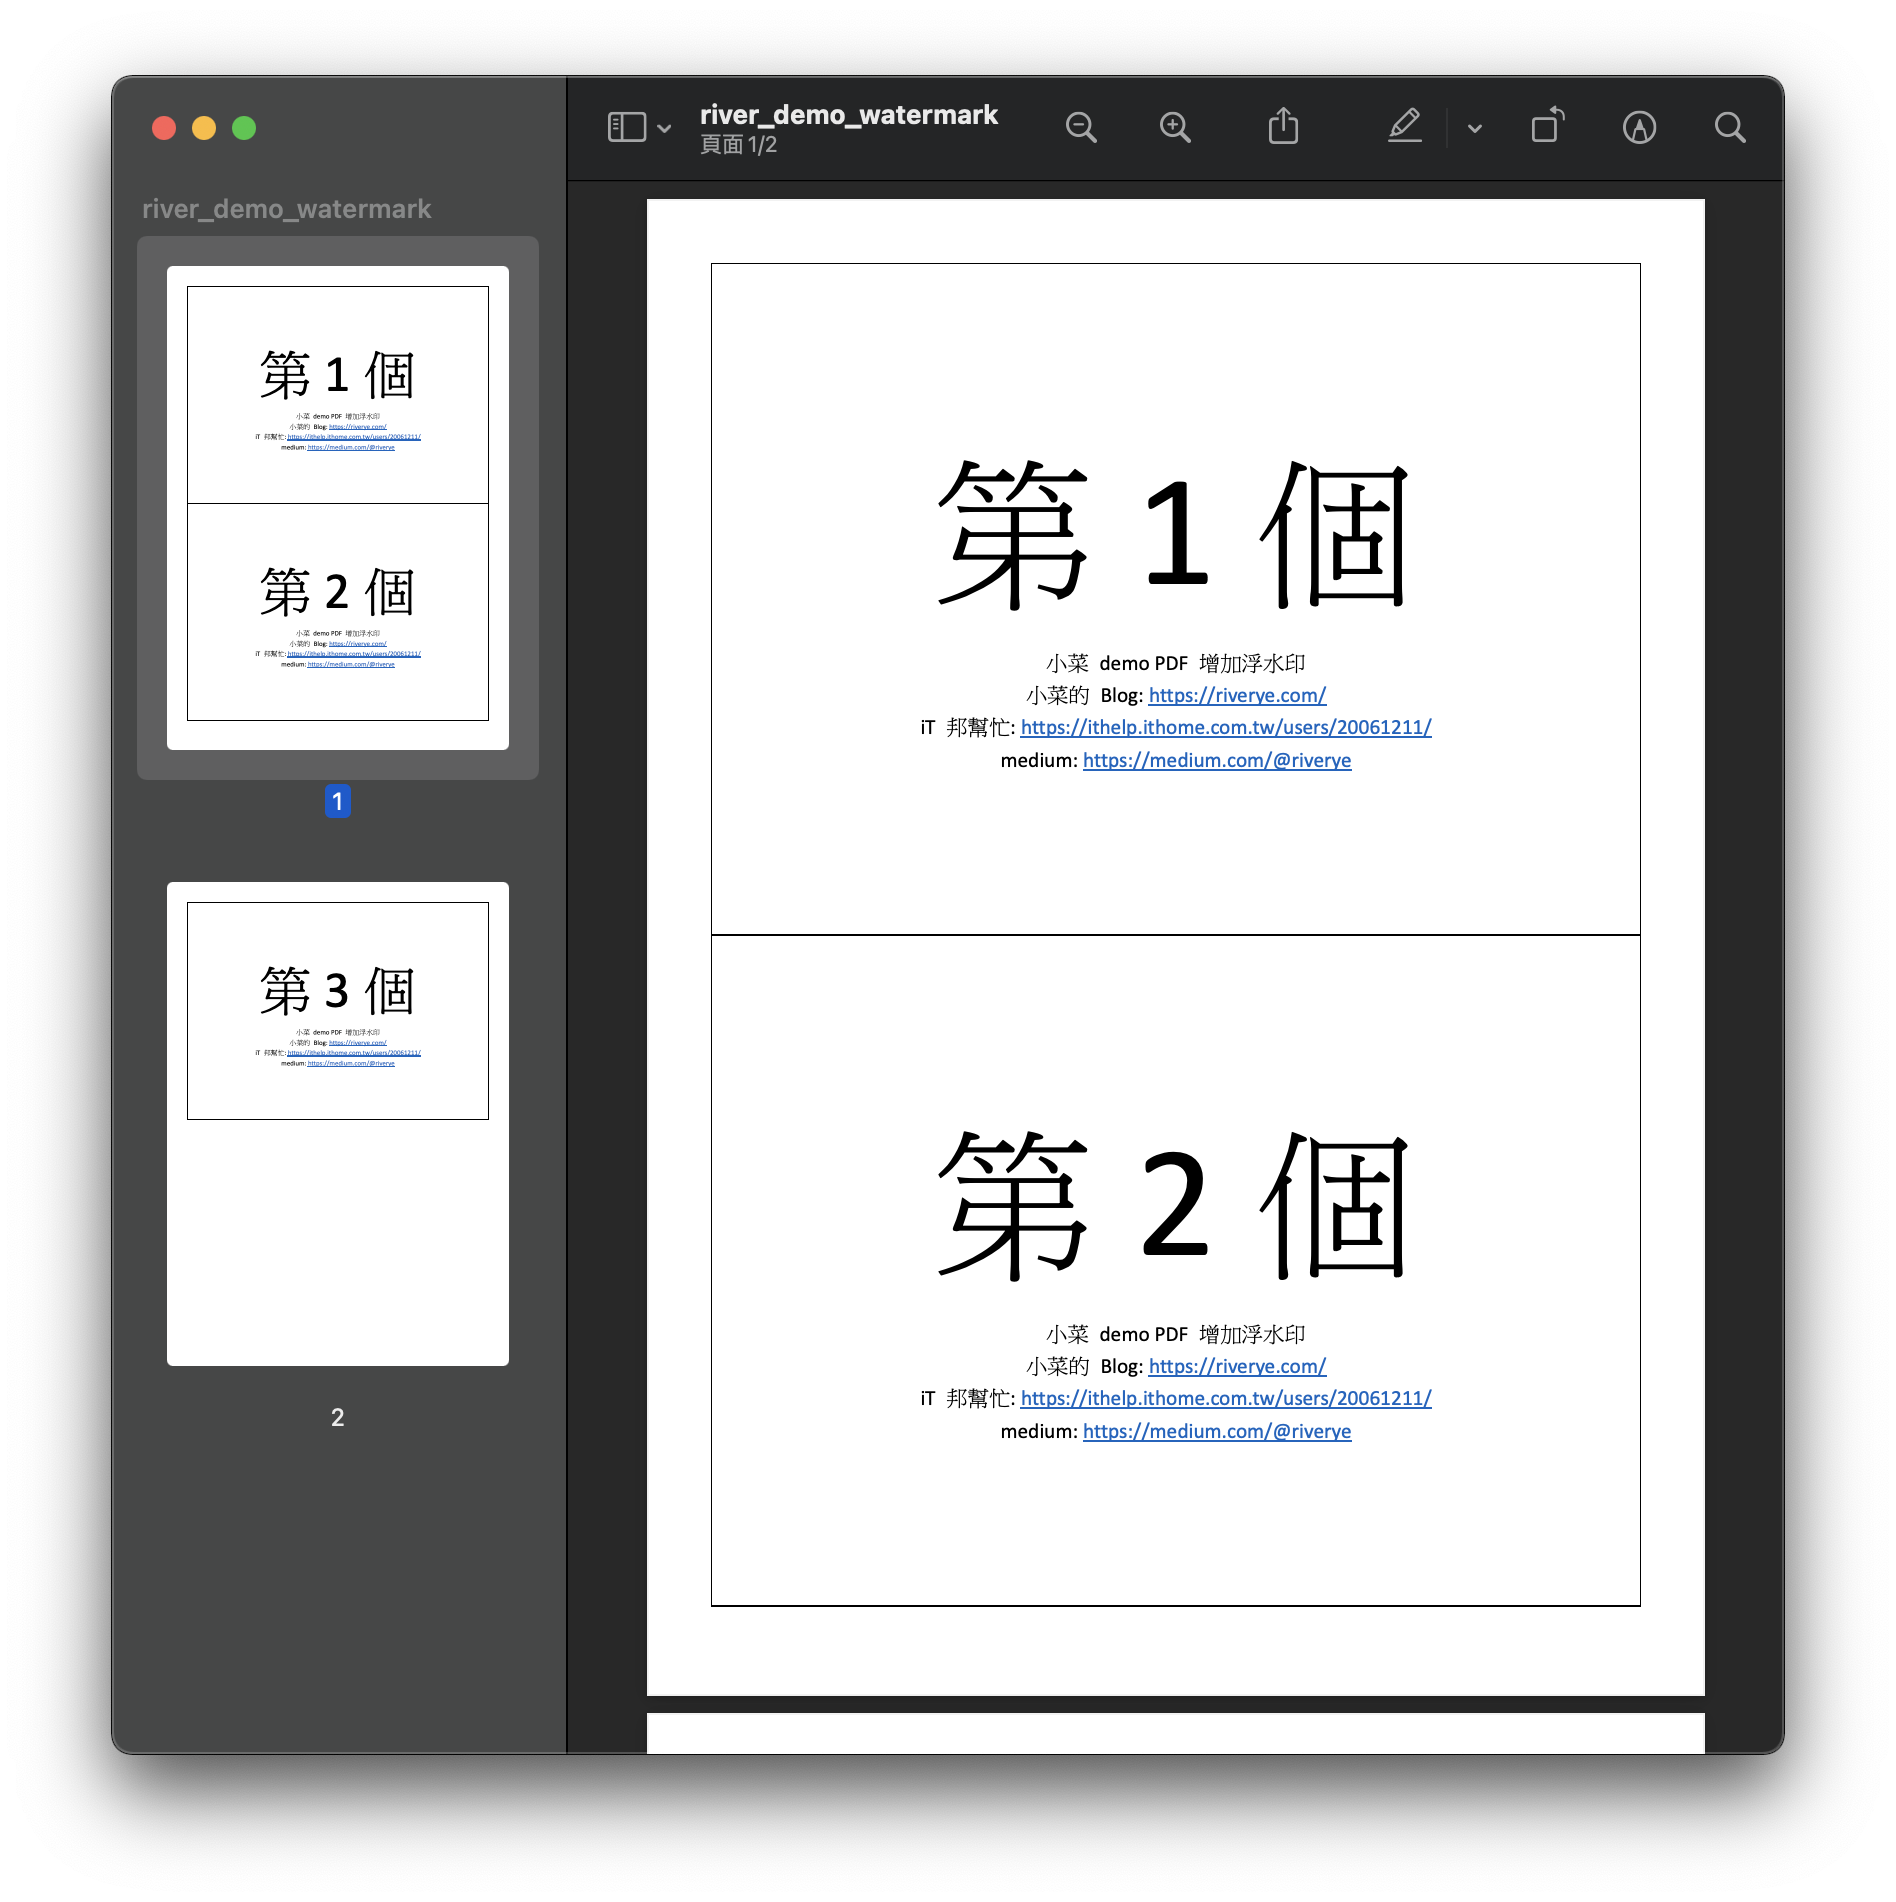 river_demo_watermark
第 1 個
小菜 demo PDF 增加浮水印
小菜的 Blog: https://riverye.com/
iT 邦幫忙: https://ithelp.ithome.com.tw/users/20061211/
medium: https://medium.com/@riverye
第 2 個
小菜 demo PDF 增加浮水印
小菜的 Blog: https://riverye.com/
iT 邦幫忙: https://ithelp.ithome.com.tw/users/20061211/
medium: https://medium.com/@riverye
1
第 3 個
小菜 demo PDF 增加浮水印
小菜的 Blog: https://riverye.com/
iT 邦幫忙: https://ithelp.ithome.com.tw/users/20061211/
medium: https://medium.com/@riverye
2
river_demo_watermark
頁面 1/2
第 1 個
小菜 demo PDF 增加浮水印
小菜的 Blog: https://riverye.com/
iT 邦幫忙: https://ithelp.ithome.com.tw/users/20061211/
medium: https://medium.com/@riverye
第 2 個
小菜 demo PDF 增加浮水印
小菜的 Blog: https://riverye.com/
iT 邦幫忙: https://ithelp.ithome.com.tw/users/20061211/
medium: https://medium.com/@riverye